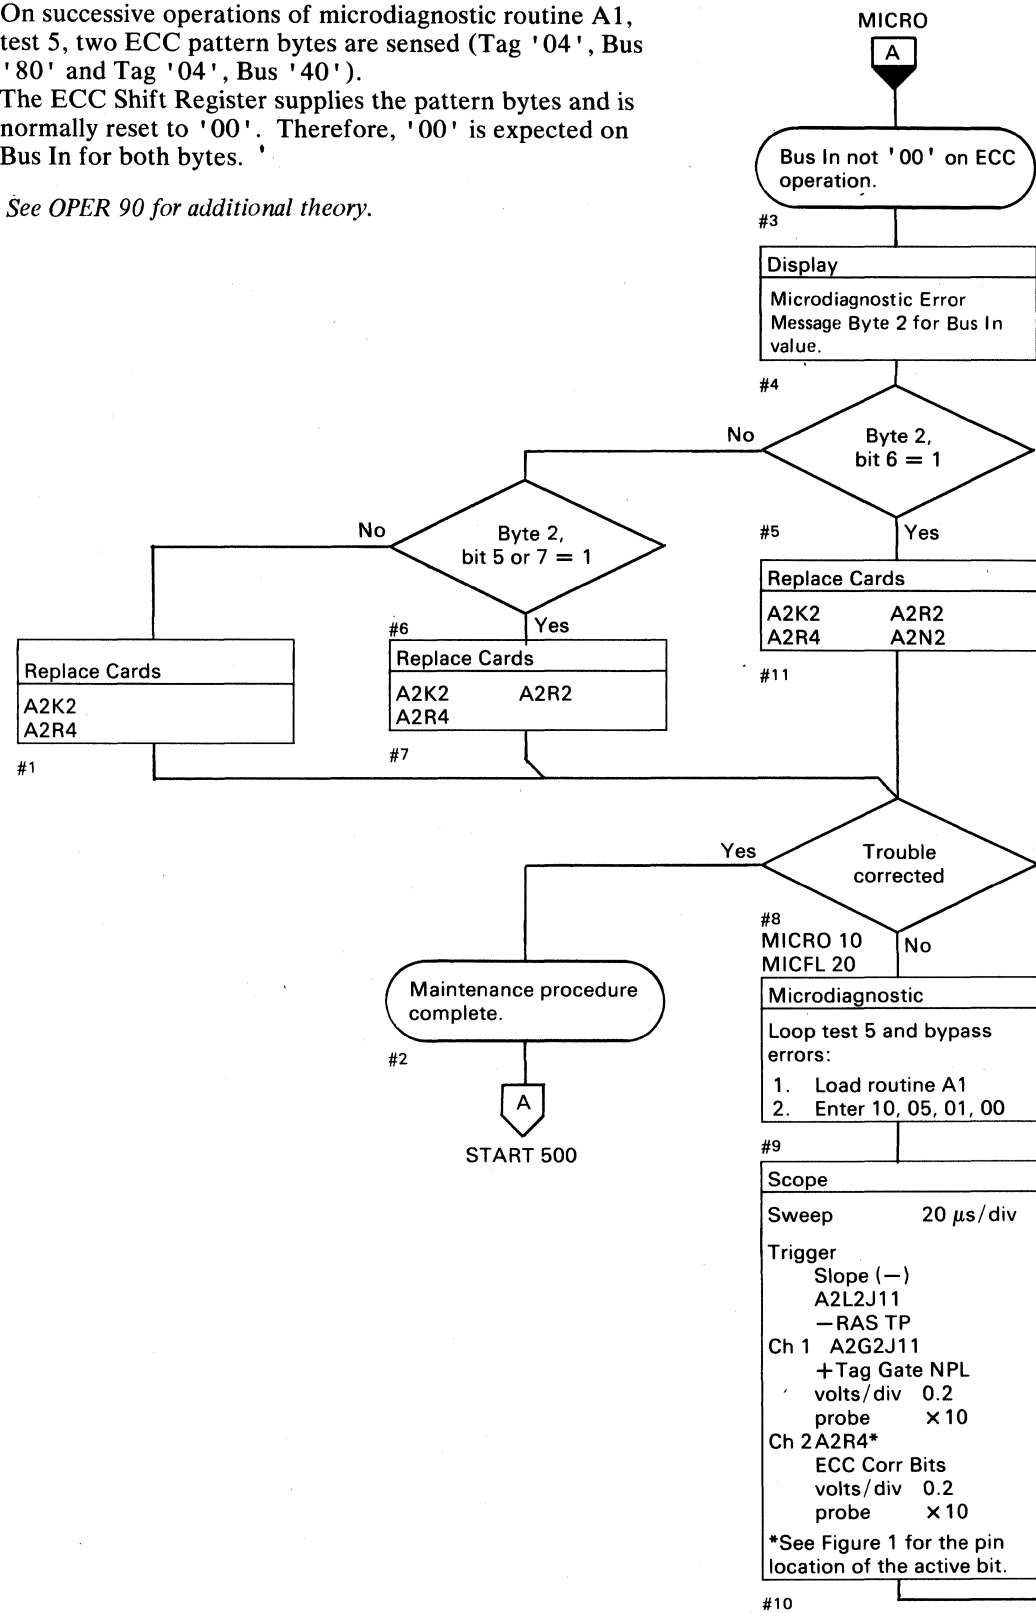 On successive operations of microdiagnostic routine A1,
test 5, two ECC pattern bytes are sensed (Tag '04', Bus
'80' and Tag '04', Bus '40').
The ECC Shift Register supplies the pattern bytes and is
normally reset to '00'. Therefore, '00' is expected on
Bus In for both bytes.
See OPER 90 for additional theory.
MICRO
A
Bus In not '00' on ECC
operation.
#3
Display
Microdiagnostic Error
Message Byte 2 for Bus In
value.
#4
Byte 2,
bit 6 = 1
No
Yes
Byte 2,
bit 5 or 7 = 1
No
Yes
#5
Replace Cards
A2K2 A2R2
A2R4 A2N2
#11
#6
Replace Cards
A2K2 A2R2
A2R4
#7
Replace Cards
A2K2
A2R4
#1
Trouble
corrected
Yes
No
Maintenance procedure
complete.
#2
A
START 500
#8
MICRO 10
MICFL 20
Microdiagnostic
Loop test 5 and bypass
errors:
1. Load routine A1
2. Enter 10, 05, 01, 00
#9
Scope
Sweep 20 μs/div
Trigger
Slope (−)
A2L2J11
−RAS TP
Ch 1 A2G2J11
+Tag Gate NPL
volts/div 0.2
probe ×10
Ch 2 A2R4*
ECC Corr Bits
volts/div 0.2
probe ×10
*See Figure 1 for the pin
location of the active bit.
#10